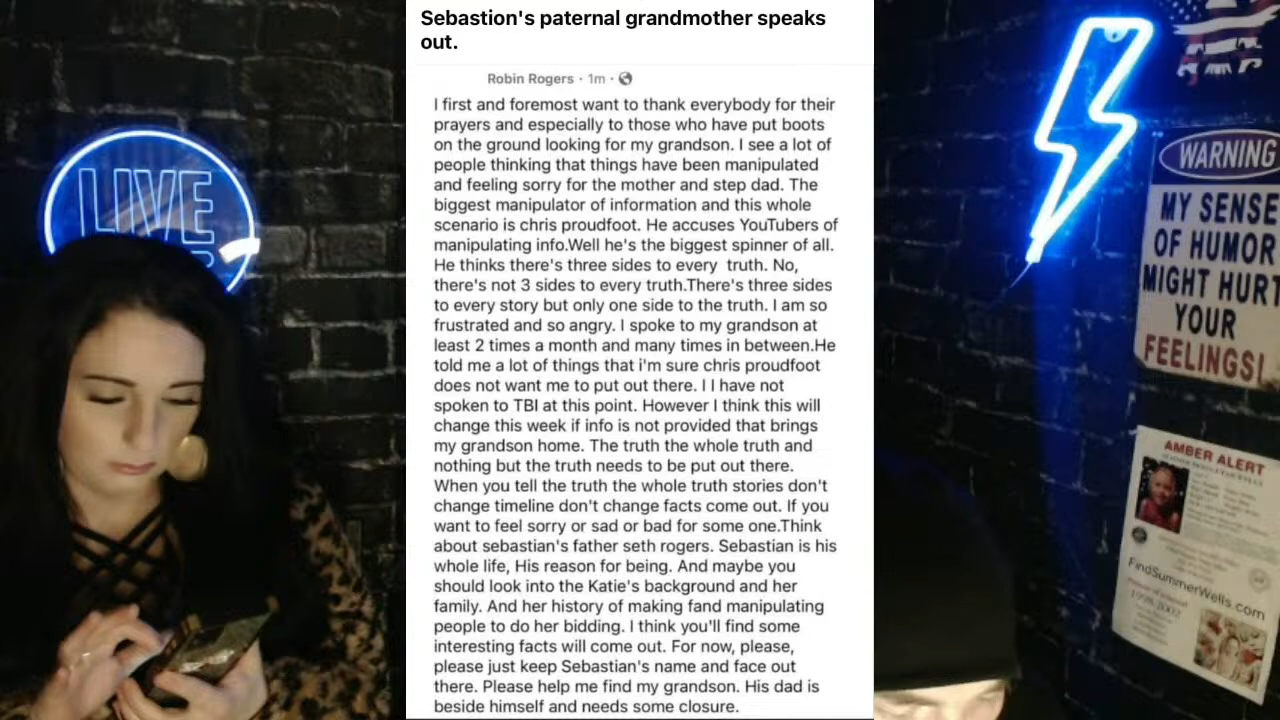 LIVE
Sebastion's paternal grandmother speaks
out.
Robin Rogers · 1m ·
I first and foremost want to thank everybody for their
prayers and especially to those who have put boots
on the ground looking for my grandson. I see a lot of
people thinking that things have been manipulated
and feeling sorry for the mother and step dad. The
biggest manipulator of information and this whole
scenario is chris proudfoot. He accuses YouTubers of
manipulating info.Well he's the biggest spinner of all.
He thinks there's three sides to every  truth. No,
there's not 3 sides to every truth.There's three sides
to every story but only one side to the truth. I am so
frustrated and so angry. I spoke to my grandson at
least 2 times a month and many times in between.He
told me a lot of things that i'm sure chris proudfoot
does not want me to put out there. I I have not
spoken to TBI at this point. However I think this will
change this week if info is not provided that brings
my grandson home. The truth the whole truth and
nothing but the truth needs to be put out there.
When you tell the truth the whole truth stories don't
change timeline don't change facts come out. If you
want to feel sorry or sad or bad for some one.Think
about sebastian's father seth rogers. Sebastian is his
whole life, His reason for being. And maybe you
should look into the Katie's background and her
family. And her history of making fand manipulating
people to do her bidding. I think you'll find some
interesting facts will come out. For now, please,
please just keep Sebastian's name and face out
there. Please help me find my grandson. His dad is
beside himself and needs some closure.
WARNING
MY SENSE
OF HUMOR
MIGHT HURT
YOUR
FEELINGS!
AMBER ALERT
FindSummerWells.com